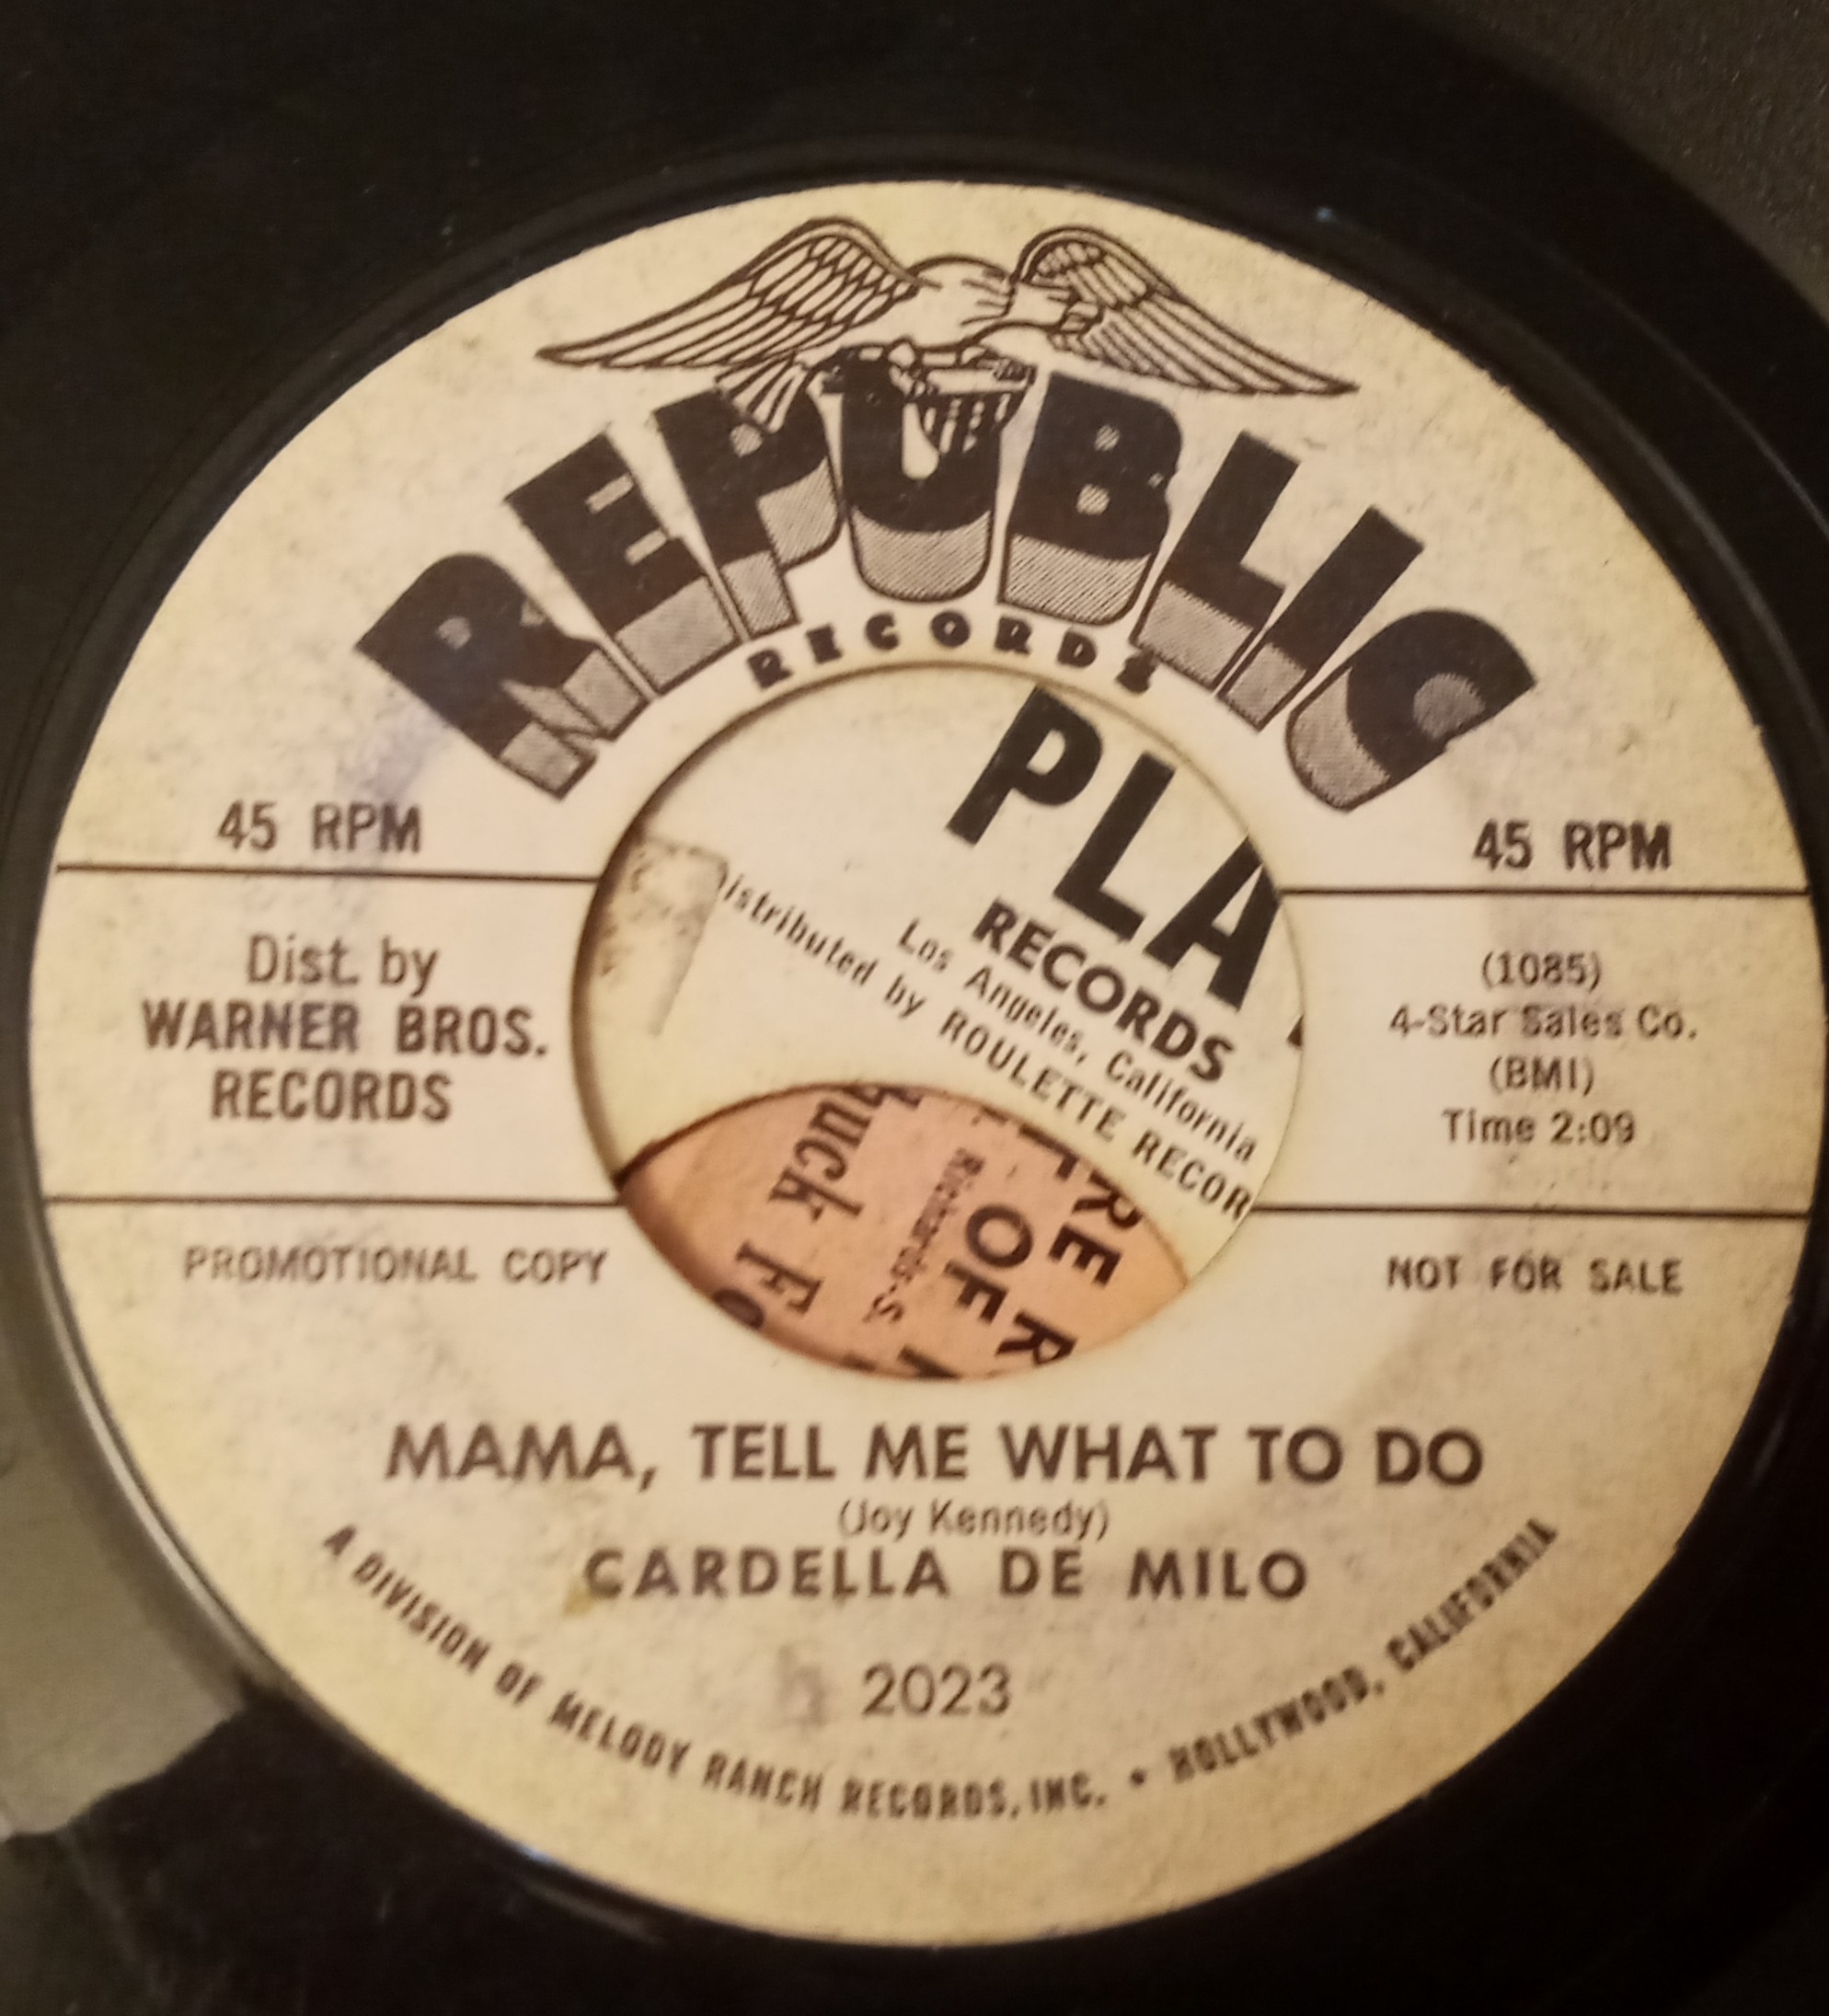 REPUBLIC
RECORDS
45 RPM
45 RPM
Dist. by
WARNER BROS.
RECORDS
(1085)
4-Star Sales Co.
(BMI)
Time 2:09
PROMOTIONAL COPY
NOT FOR SALE
MAMA, TELL ME WHAT TO DO
(Joy Kennedy)
CARDELLA DE MILO
2023
A DIVISION OF MELODY RANCH RECORDS, INC. • HOLLYWOOD, CALIFORNIA
PLA
RECORDS
Los Angeles, California
istributed by ROULETTE RECOR
OF
Richards-S.
huck